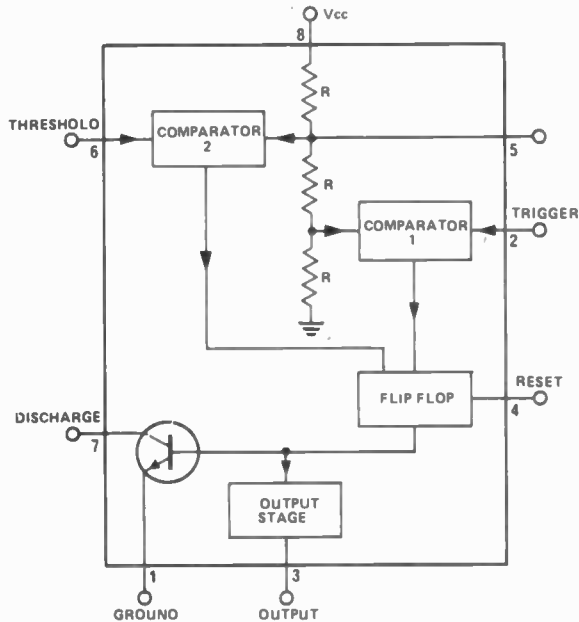 Vcc
8
R
THRESHOLO
6
COMPARATOR
2
5
R
COMPARATOR
1
TRIGGER
2
R
FLIP FLOP
RESET
4
DISCHARGE
7
OUTPUT
STAGE
1
3
GROUND
OUTPUT